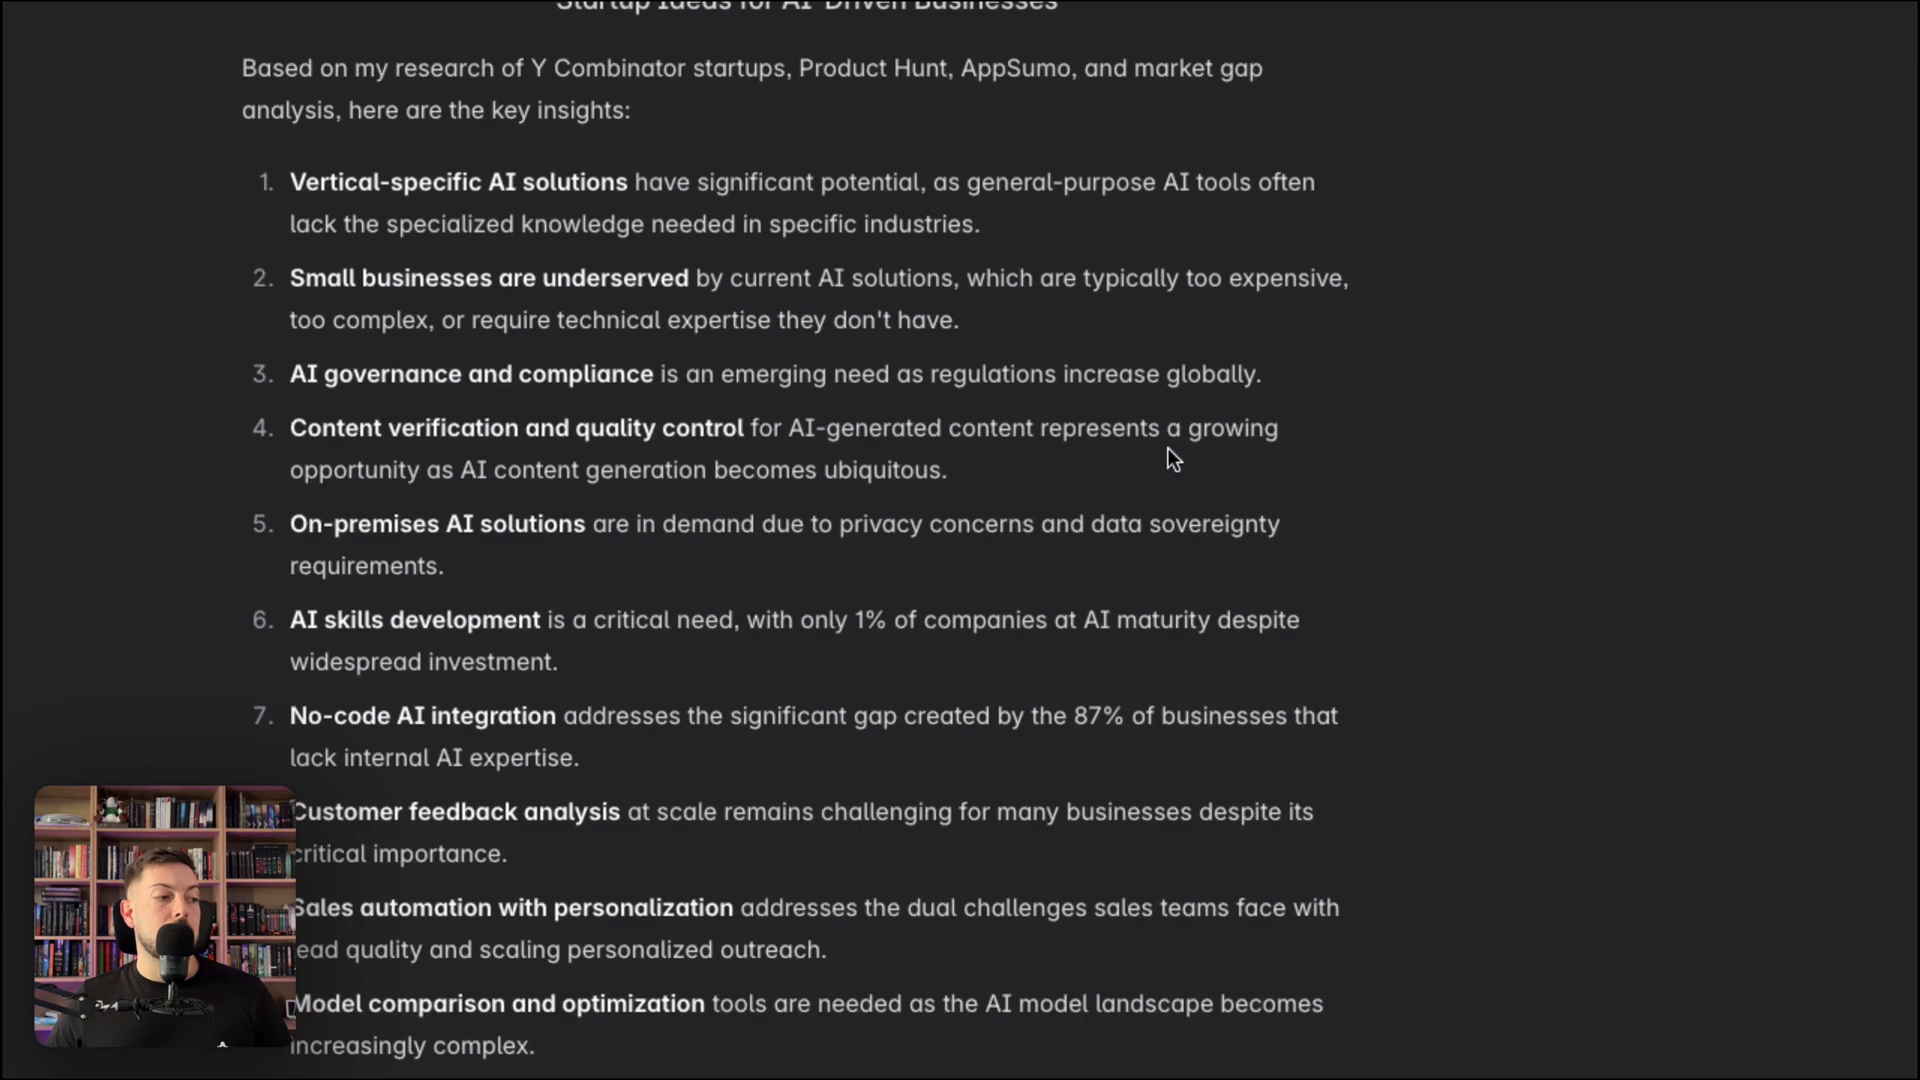 Startup Ideas for AI-Driven Businesses
Based on my research of Y Combinator startups, Product Hunt, AppSumo, and market gap
analysis, here are the key insights:
1. Vertical-specific AI solutions have significant potential, as general-purpose AI tools often
lack the specialized knowledge needed in specific industries.
2. Small businesses are underserved by current AI solutions, which are typically too expensive,
too complex, or require technical expertise they don't have.
3. AI governance and compliance is an emerging need as regulations increase globally.
4. Content verification and quality control for AI-generated content represents a growing
opportunity as AI content generation becomes ubiquitous.
5. On-premises AI solutions are in demand due to privacy concerns and data sovereignty
requirements.
6. AI skills development is a critical need, with only 1% of companies at AI maturity despite
widespread investment.
7. No-code AI integration addresses the significant gap created by the 87% of businesses that
lack internal AI expertise.
Customer feedback analysis at scale remains challenging for many businesses despite its
critical importance.
Sales automation with personalization addresses the dual challenges sales teams face with
lead quality and scaling personalized outreach.
Model comparison and optimization tools are needed as the AI model landscape becomes
increasingly complex.